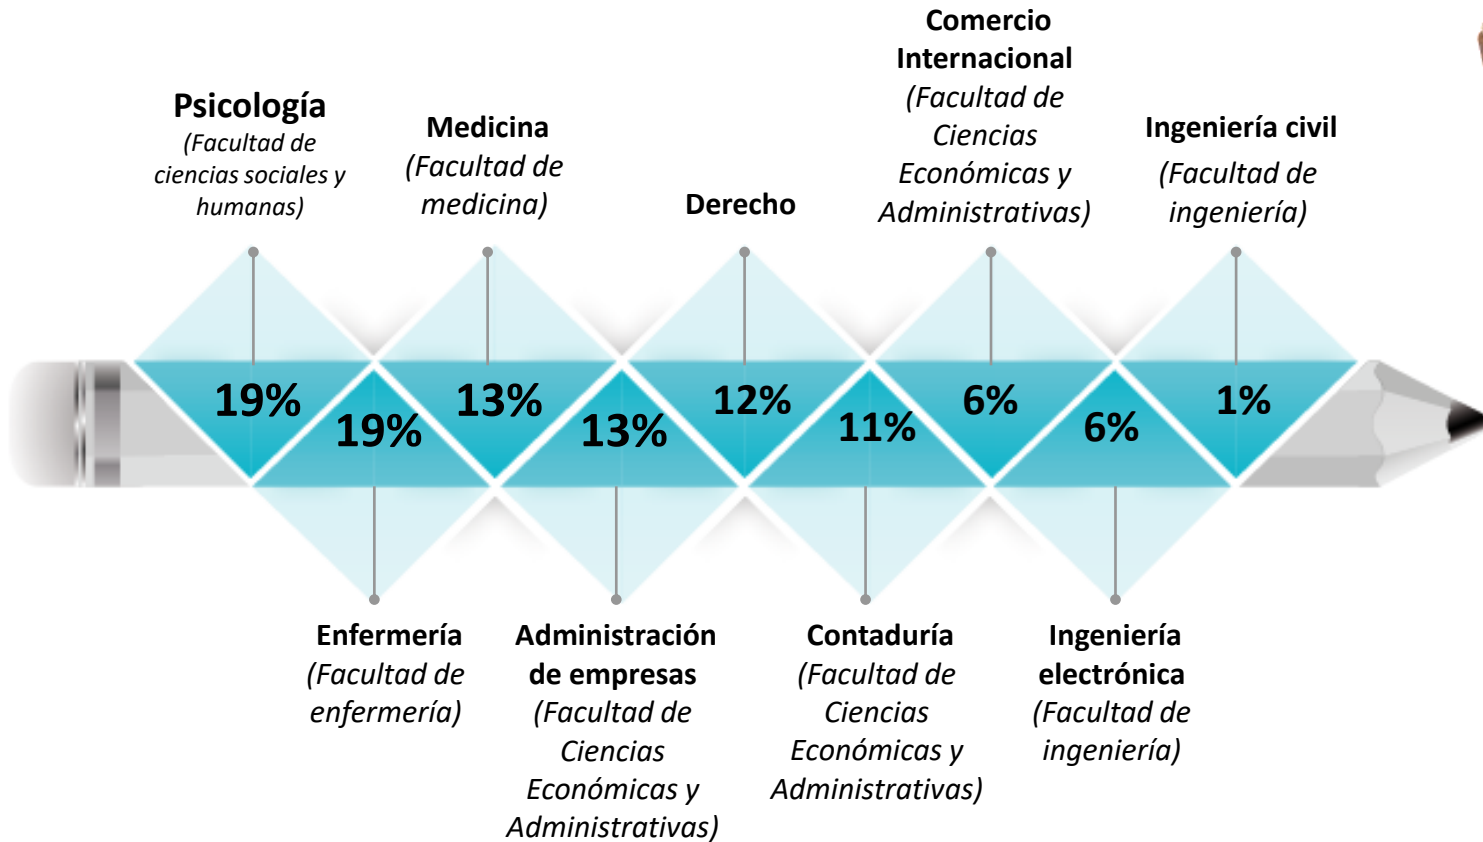 Psicología
(Facultad de
ciencias sociales y
humanas)
Medicina
(Facultad de
medicina)
Derecho
Comercio
Internacional
(Facultad de
Ciencias
Económicas y
Administrativas)
Ingeniería civil
(Facultad de
ingeniería)
19%
19%
13%
13%
12%
11%
6%
6%
1%
Enfermería
(Facultad de
enfermería)
Administración
de empresas
(Facultad de
Ciencias
Económicas y
Administrativas)
Contaduría
(Facultad de
Ciencias
Económicas y
Administrativas)
Ingeniería
electrónica
(Facultad de
ingeniería)